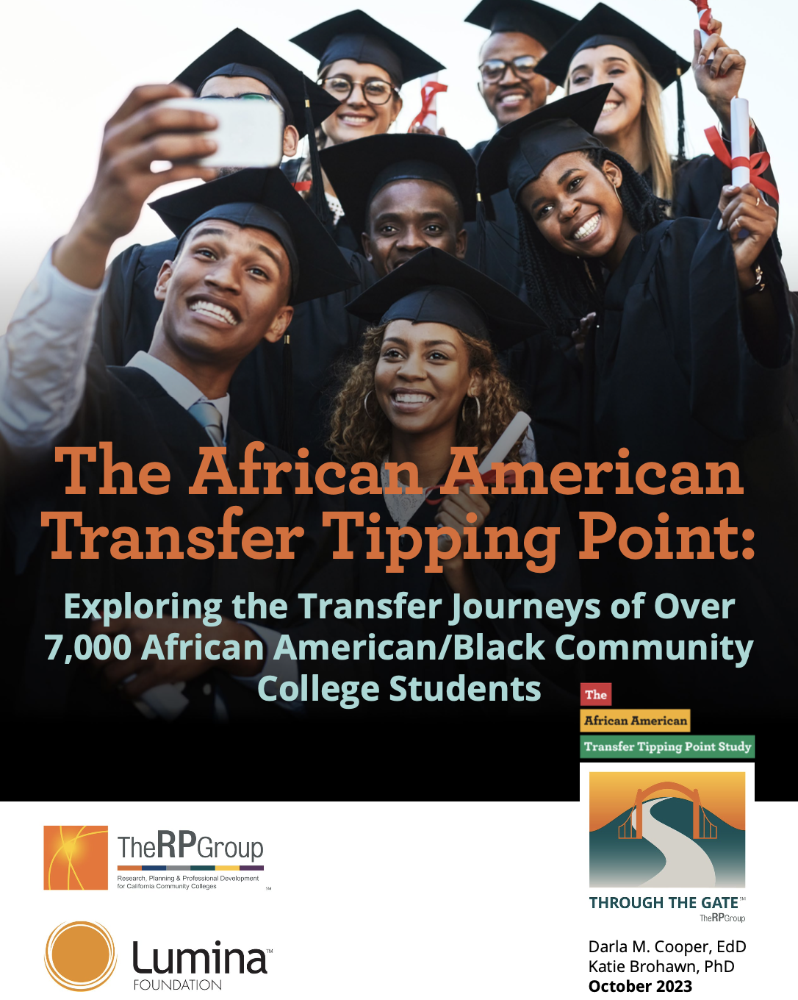 The African American
Transfer Tipping Point:
Exploring the Transfer Journeys of Over
7,000 African American/Black Community
College Students
The
African American
Transfer Tipping Point Study
TheRPGroup
Research, Planning & Professional Development
for California Community Colleges
SM
THROUGH THE GATE℠
TheRPGroup
Lumina™
FOUNDATION
Darla M. Cooper, EdD
Katie Brohawn, PhD
October 2023